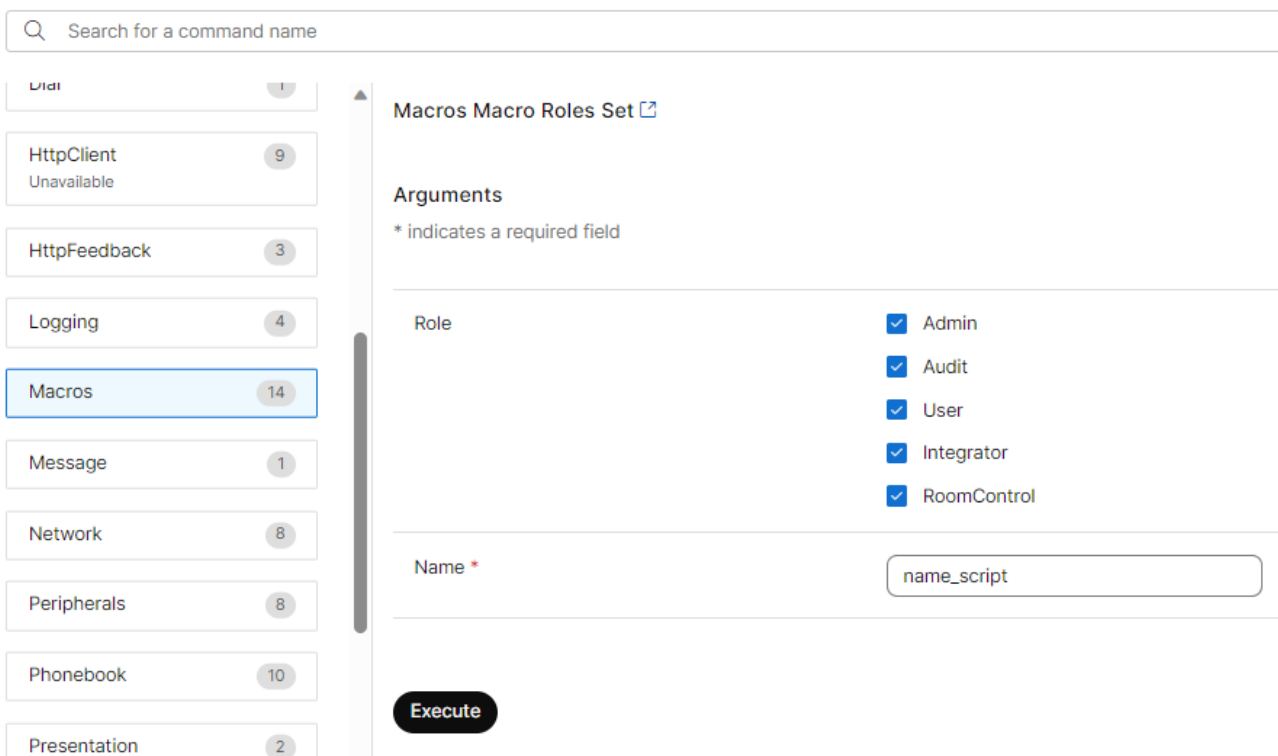 Search for a command name
Dial
1
HttpClient
9
Unavailable
HttpFeedback
3
Logging
4
Macros
14
Message
1
Network
8
Peripherals
8
Phonebook
10
Presentation
2
Macros Macro Roles Set
Arguments
* indicates a required field
Role
Admin
Audit
User
Integrator
RoomControl
Name *
name_script
Execute